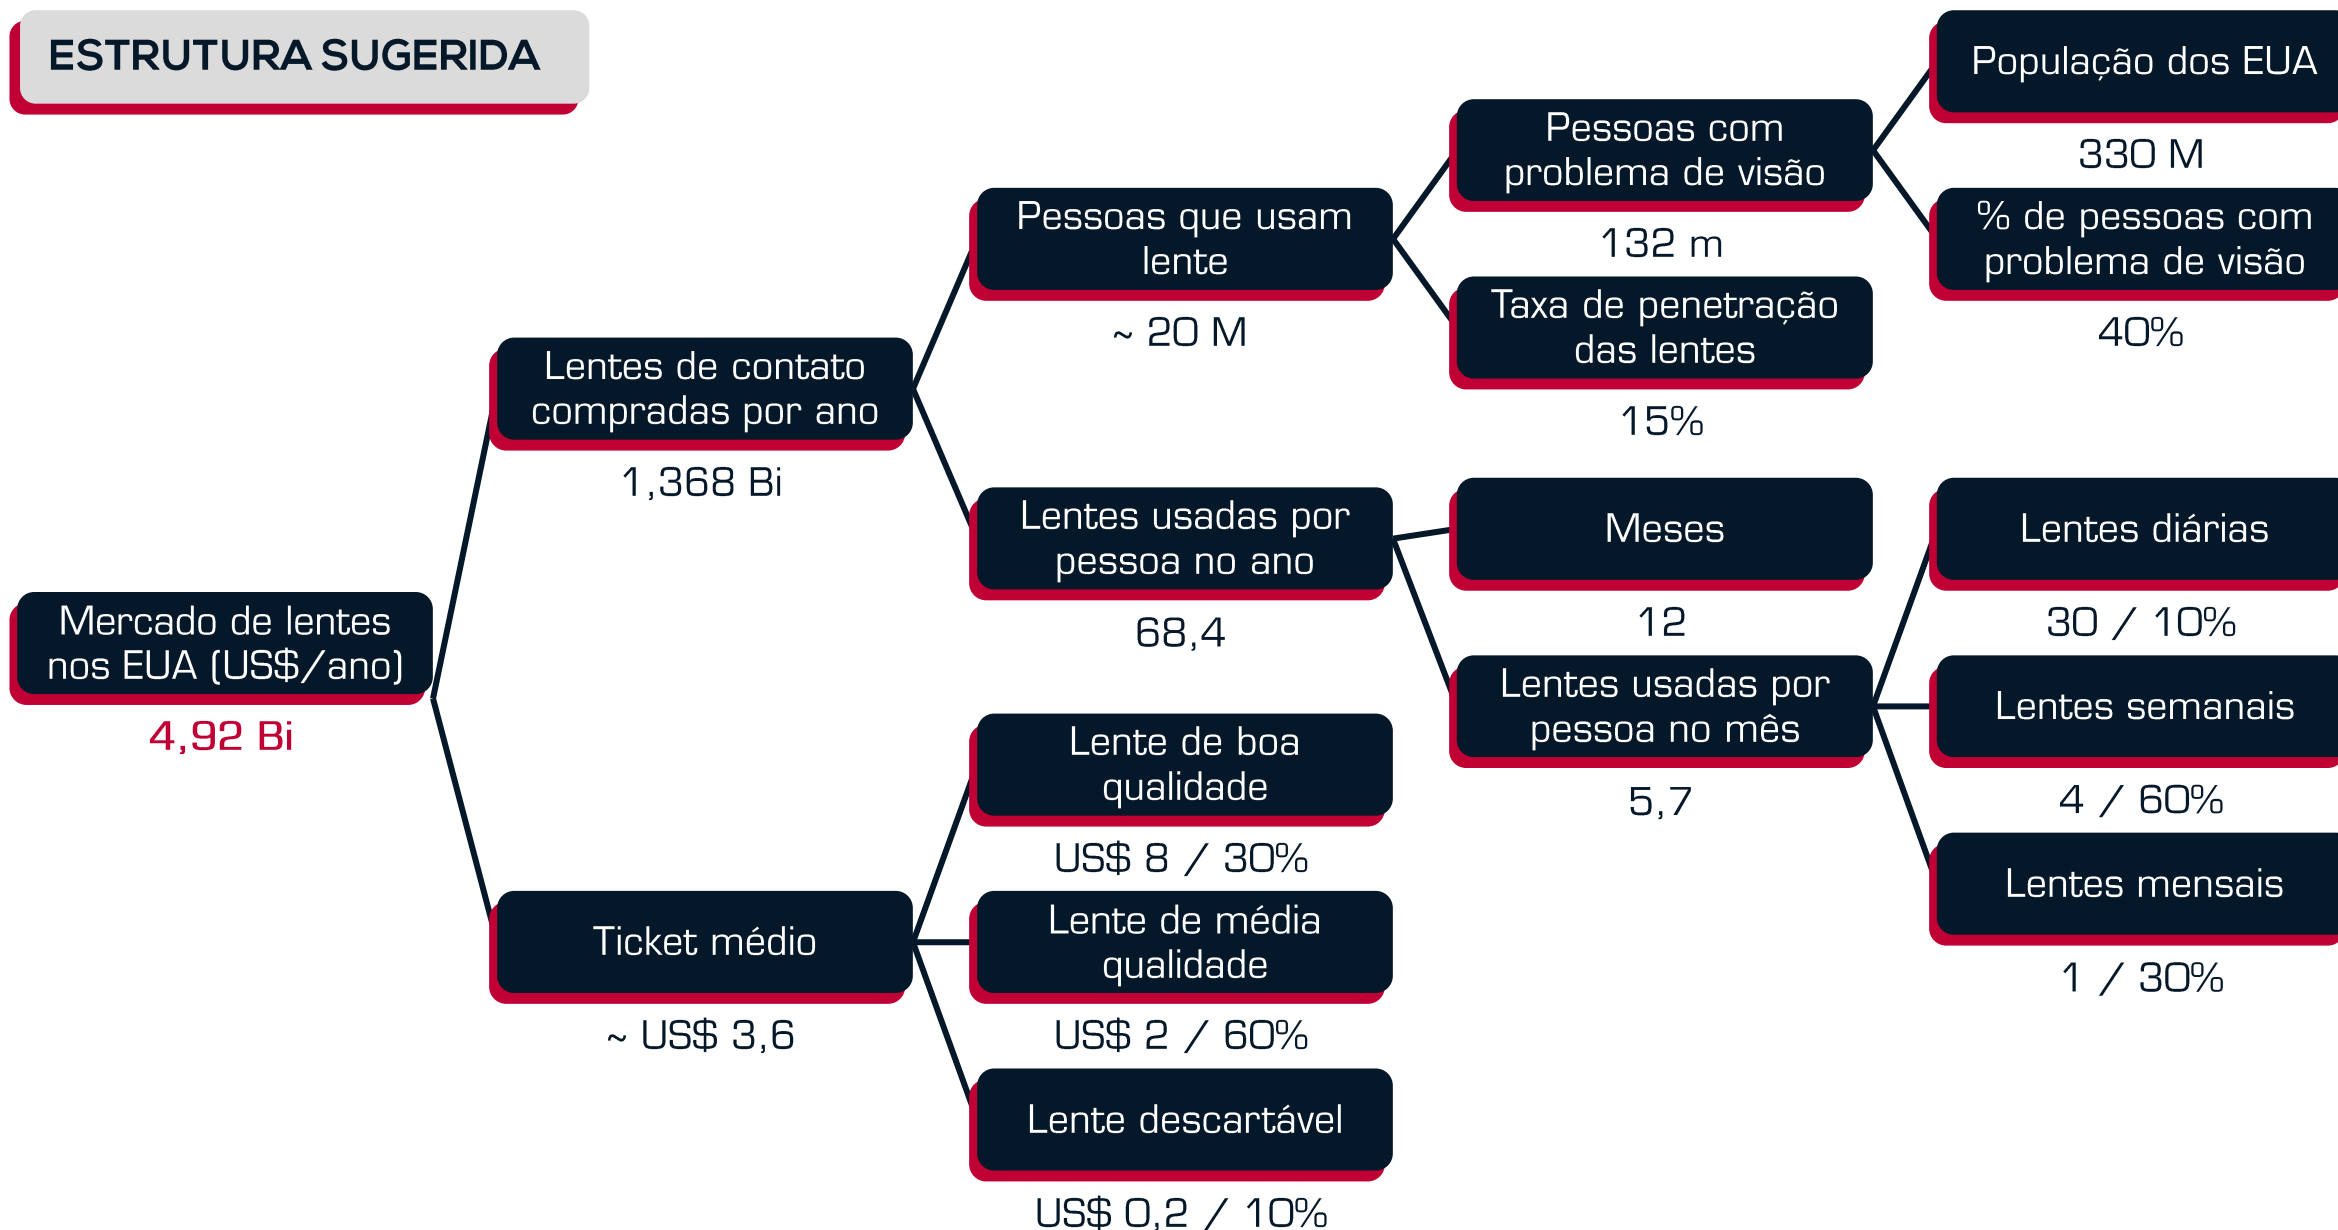 ESTRUTURA SUGERIDA
População dos EUA
330 M
% de pessoas com
problema de visão
40%
Pessoas com
problema de visão
132 m
Taxa de penetração
das lentes
15%
Pessoas que usam
lente
~ 20 M
Lentes de contato
compradas por ano
1,368 Bi
Lentes usadas por
pessoa no ano
68,4
Meses
12
Lentes usadas por
pessoa no mês
5,7
Lentes diárias
30 / 10%
Lentes semanais
4 / 60%
Lentes mensais
1 / 30%
Mercado de lentes
nos EUA (US$/ano)
4,92 Bi
Ticket médio
~ US$ 3,6
Lente de boa
qualidade
US$ 8 / 30%
Lente de média
qualidade
US$ 2 / 60%
Lente descartável
US$ 0,2 / 10%